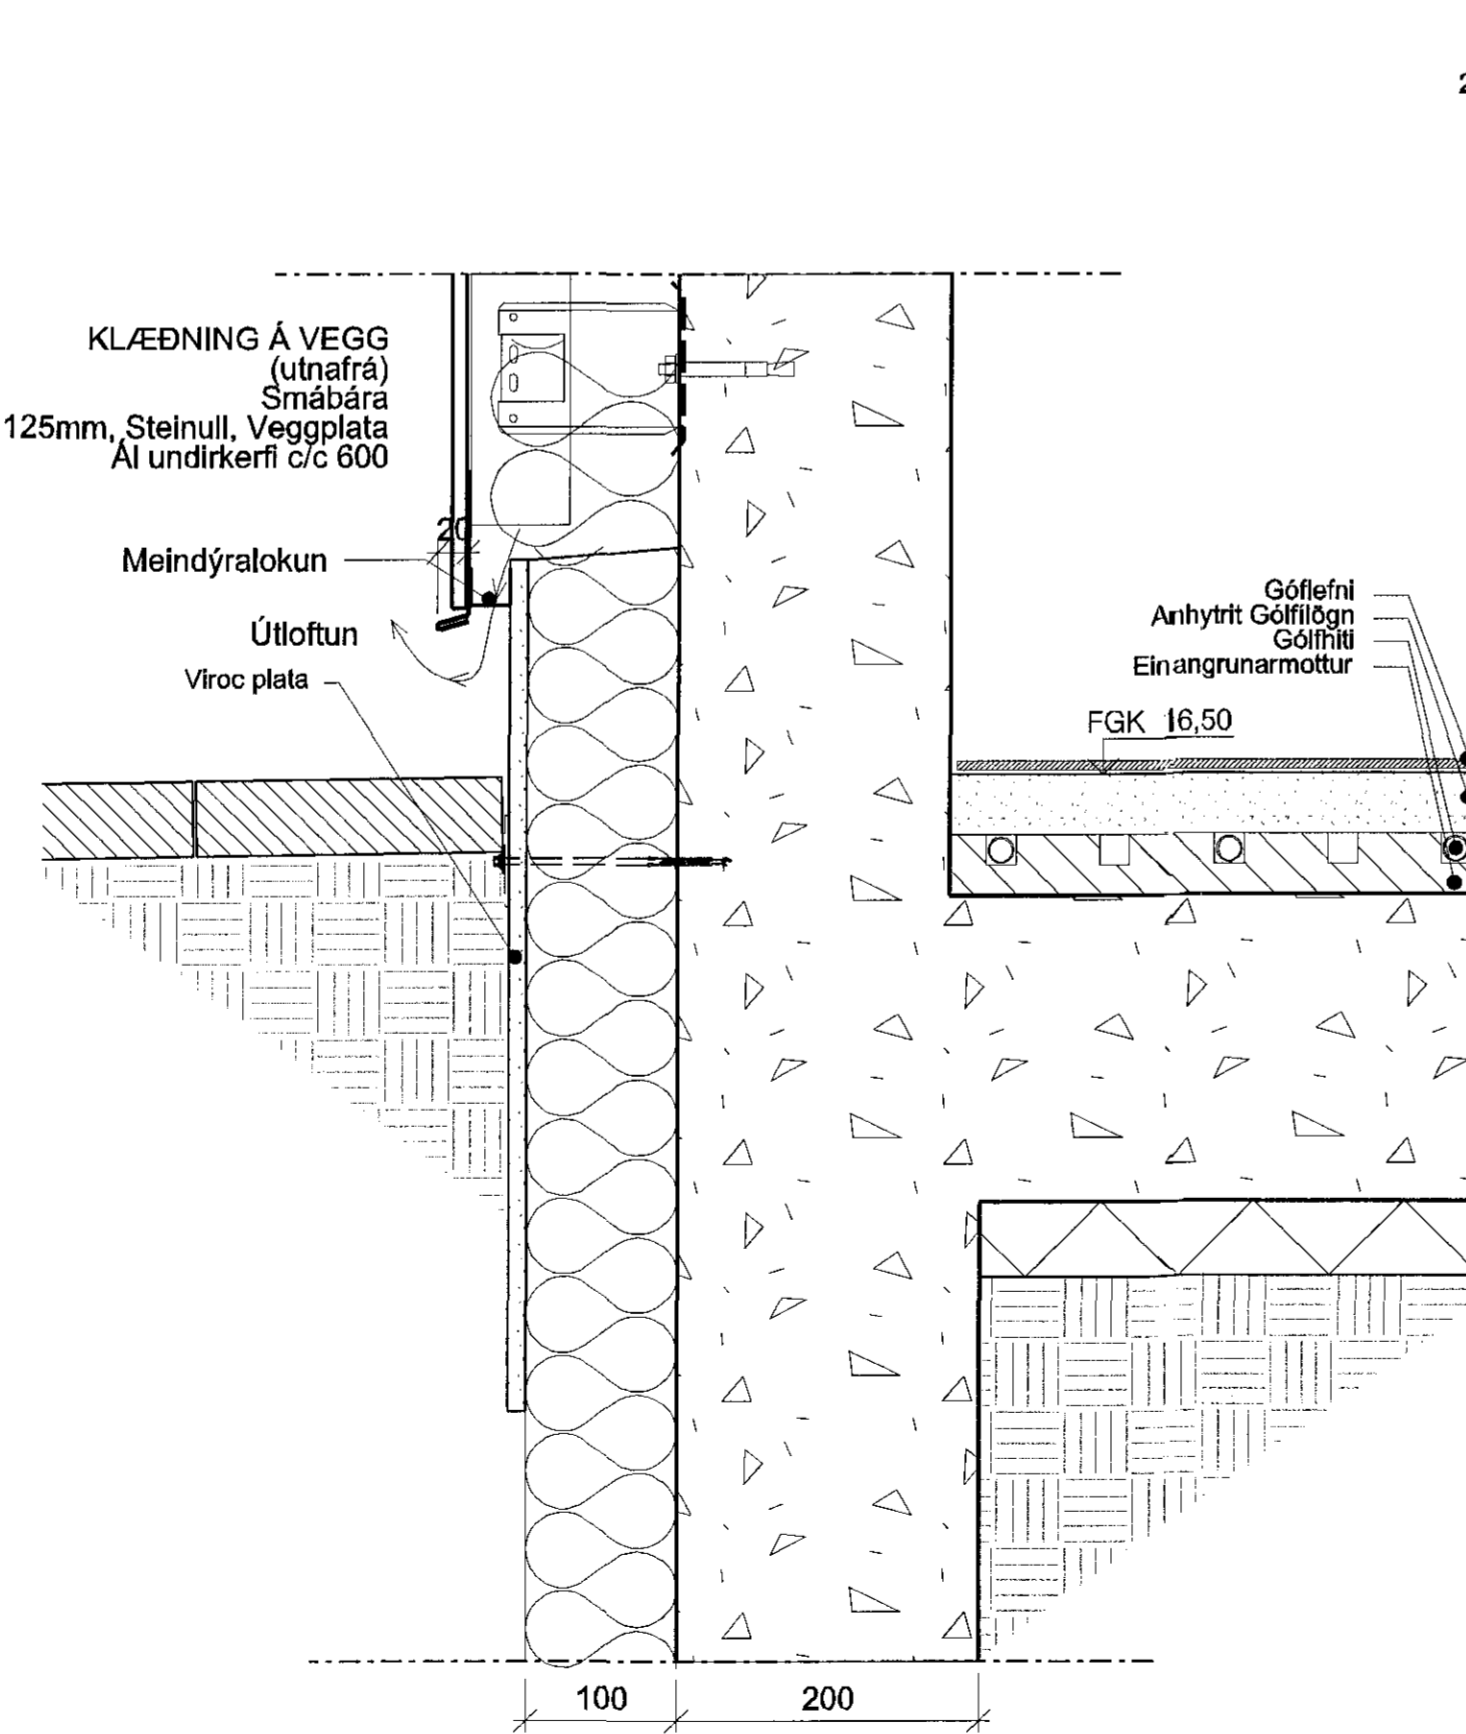 2
KLÆÐNING Á VEGG
(utnafrá)
Smábára
125mm, Steinull, Veggplata
Ál undirkerfi c/c 600
20
Meindýralokun
Útloftun
Viroc plata
Góflefni
Anhytrit Gólfílögn
Gólfhiti
Einangrunarmottur
FGK 16,50
100
200